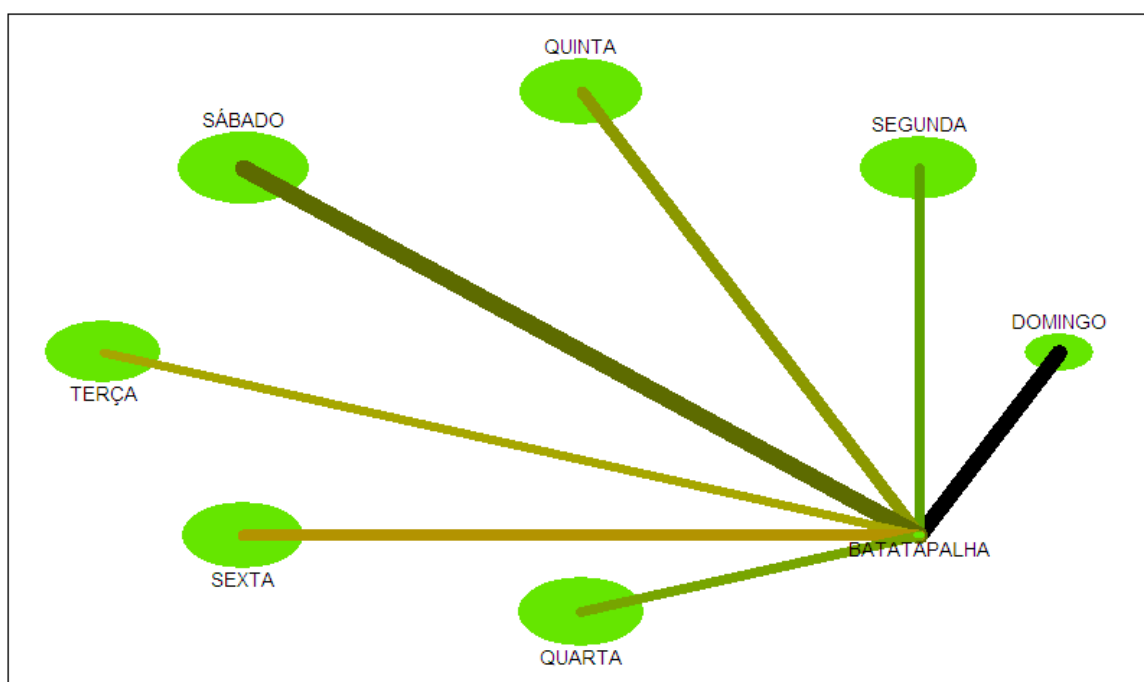 QUINTA
SÁBADO
SEGUNDA
DOMINGO
TERÇA
BATATAPALHA
SEXTA
QUARTA